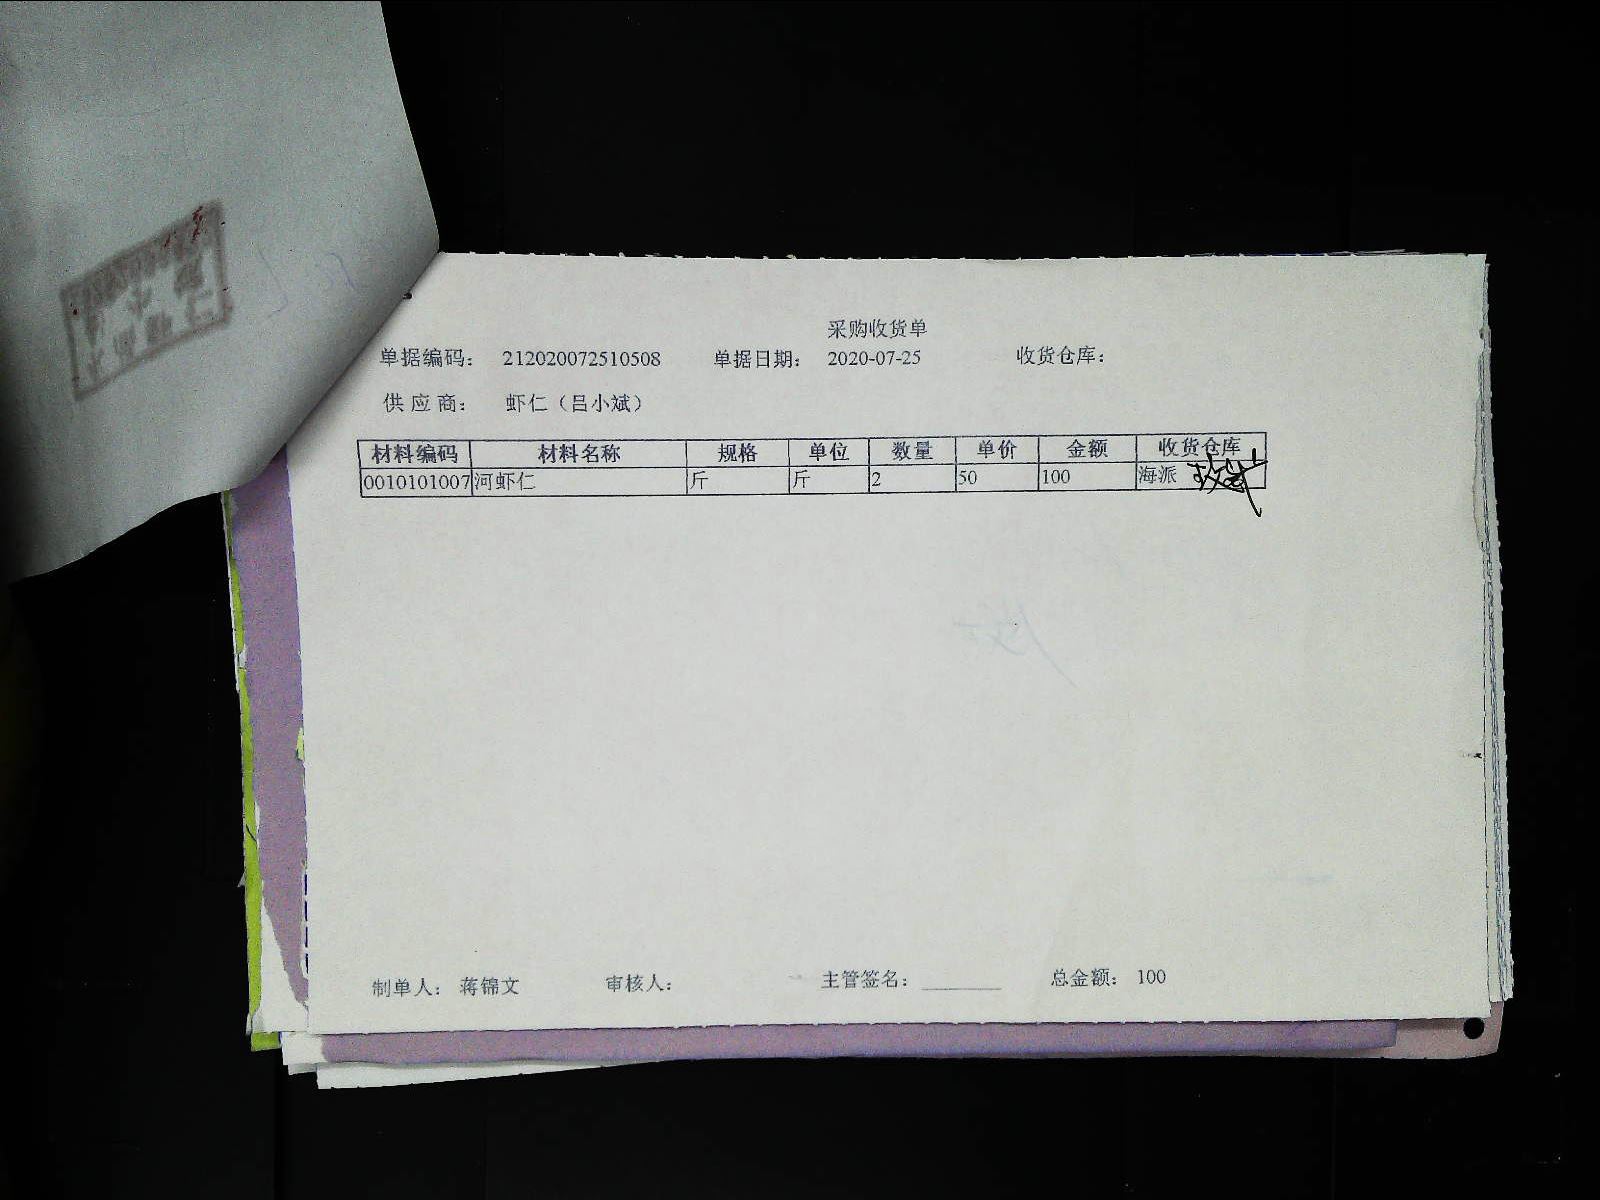 采购收货单
单据编码： 212020072510508 单据日期： 2020-07-25 收货仓库：
供应商： 虾仁（吕小斌）
材料编码 材料名称 规格 单位 数量 单价 金额 收货仓库
0010101007 河虾仁 斤 斤 2 50 100 海派
制单人： 蒋锦文 审核人： 主管签名： ________ 总金额： 100